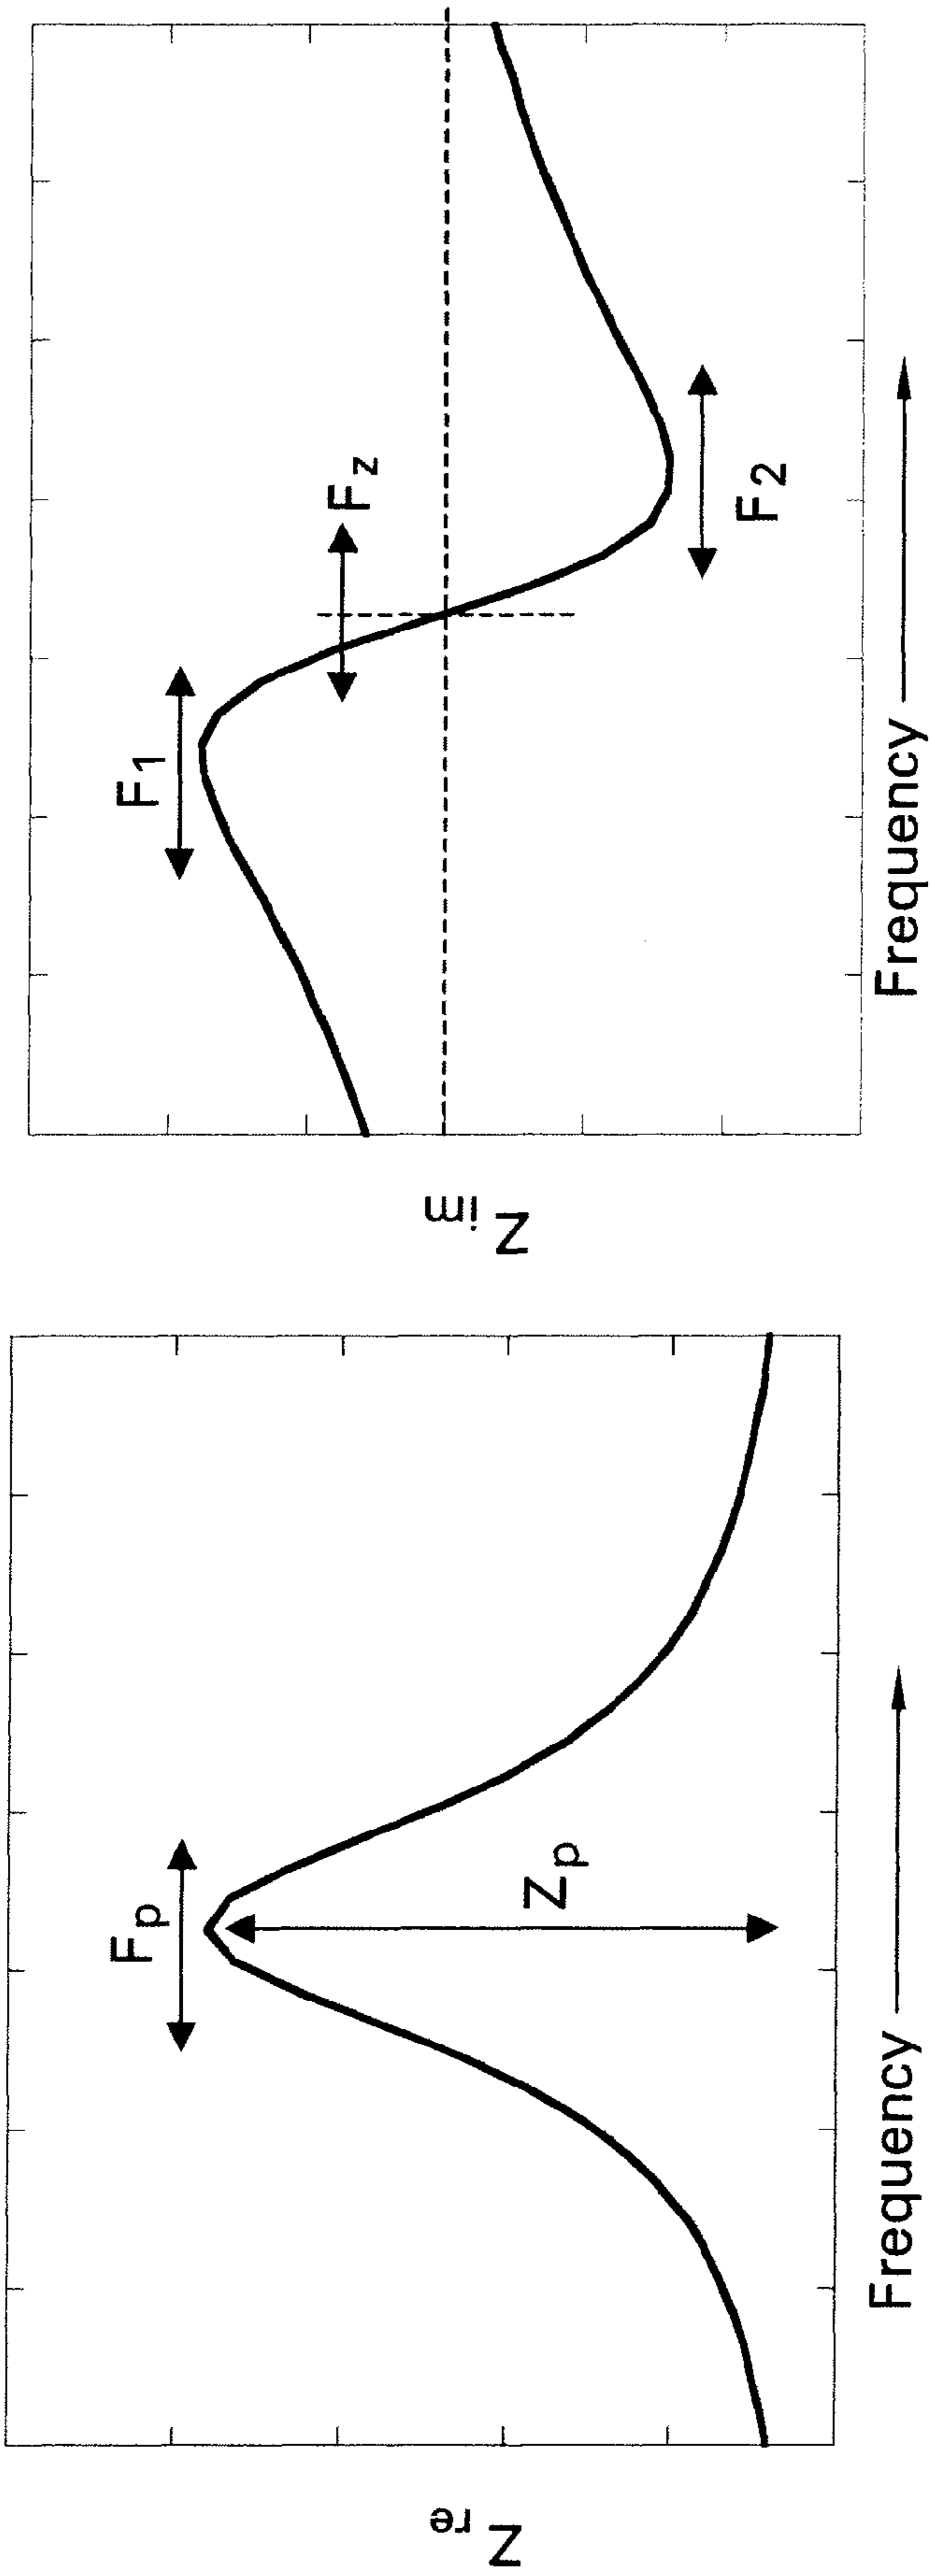 Z re
F p
Z p
Frequency
Z im
F 1
F z
F 2
Frequency